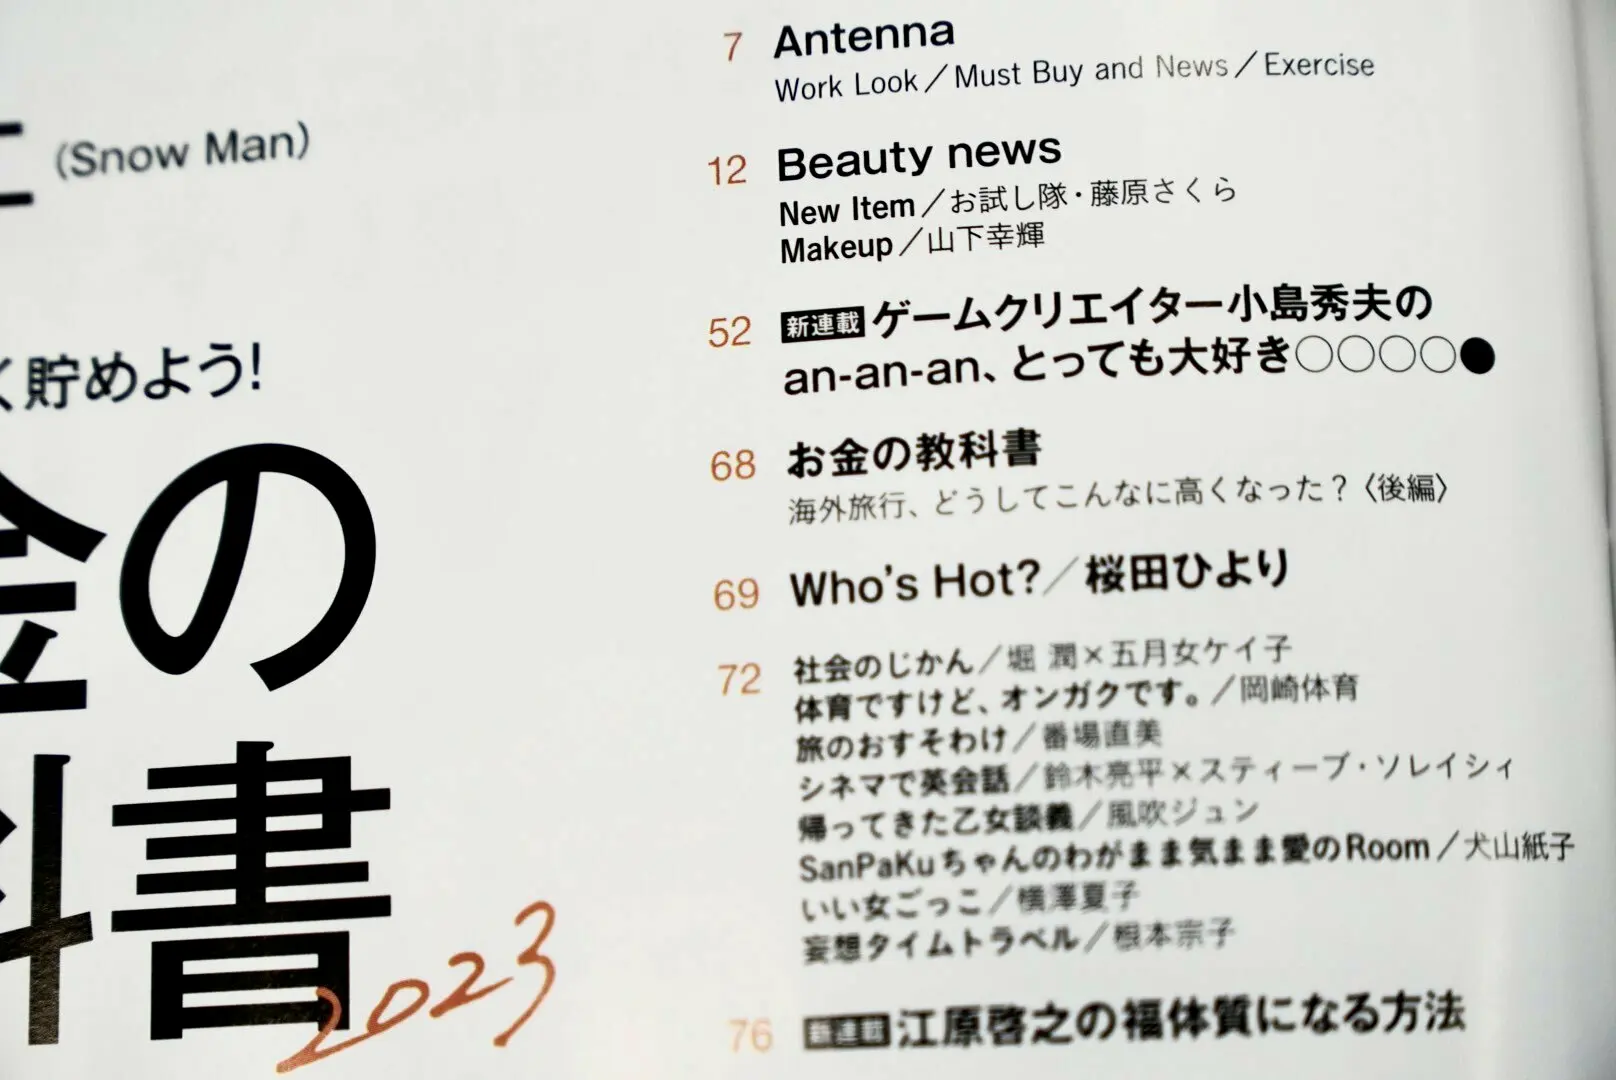 (Snow Man)
く貯めよう!
金の
科書
2023
7 Antenna
Work Look／Must Buy and News／Exercise
12 Beauty news
New Item／お試し隊・藤原さくら
Makeup／山下幸輝
52 新連載 ゲームクリエイター小島秀夫の
an-an-an、とっても大好き○○○○●
68 お金の教科書
海外旅行、どうしてこんなに高くなった？〈後編〉
69 Who's Hot?／桜田ひより
72 社会のじかん／堀 潤×五月女ケイ子
体育ですけど、オンガクです。／岡崎体育
旅のおすそわけ／番場直美
シネマで英会話／鈴木亮平×スティーブ・ソレイシィ
帰ってきた乙女談義／風吹ジュン
SanPaKuちゃんのわがまま気まま愛のRoom／犬山紙子
いい女ごっこ／横澤夏子
妄想タイムトラベル／根本宗子
76 新連載 江原啓之の福体質になる方法